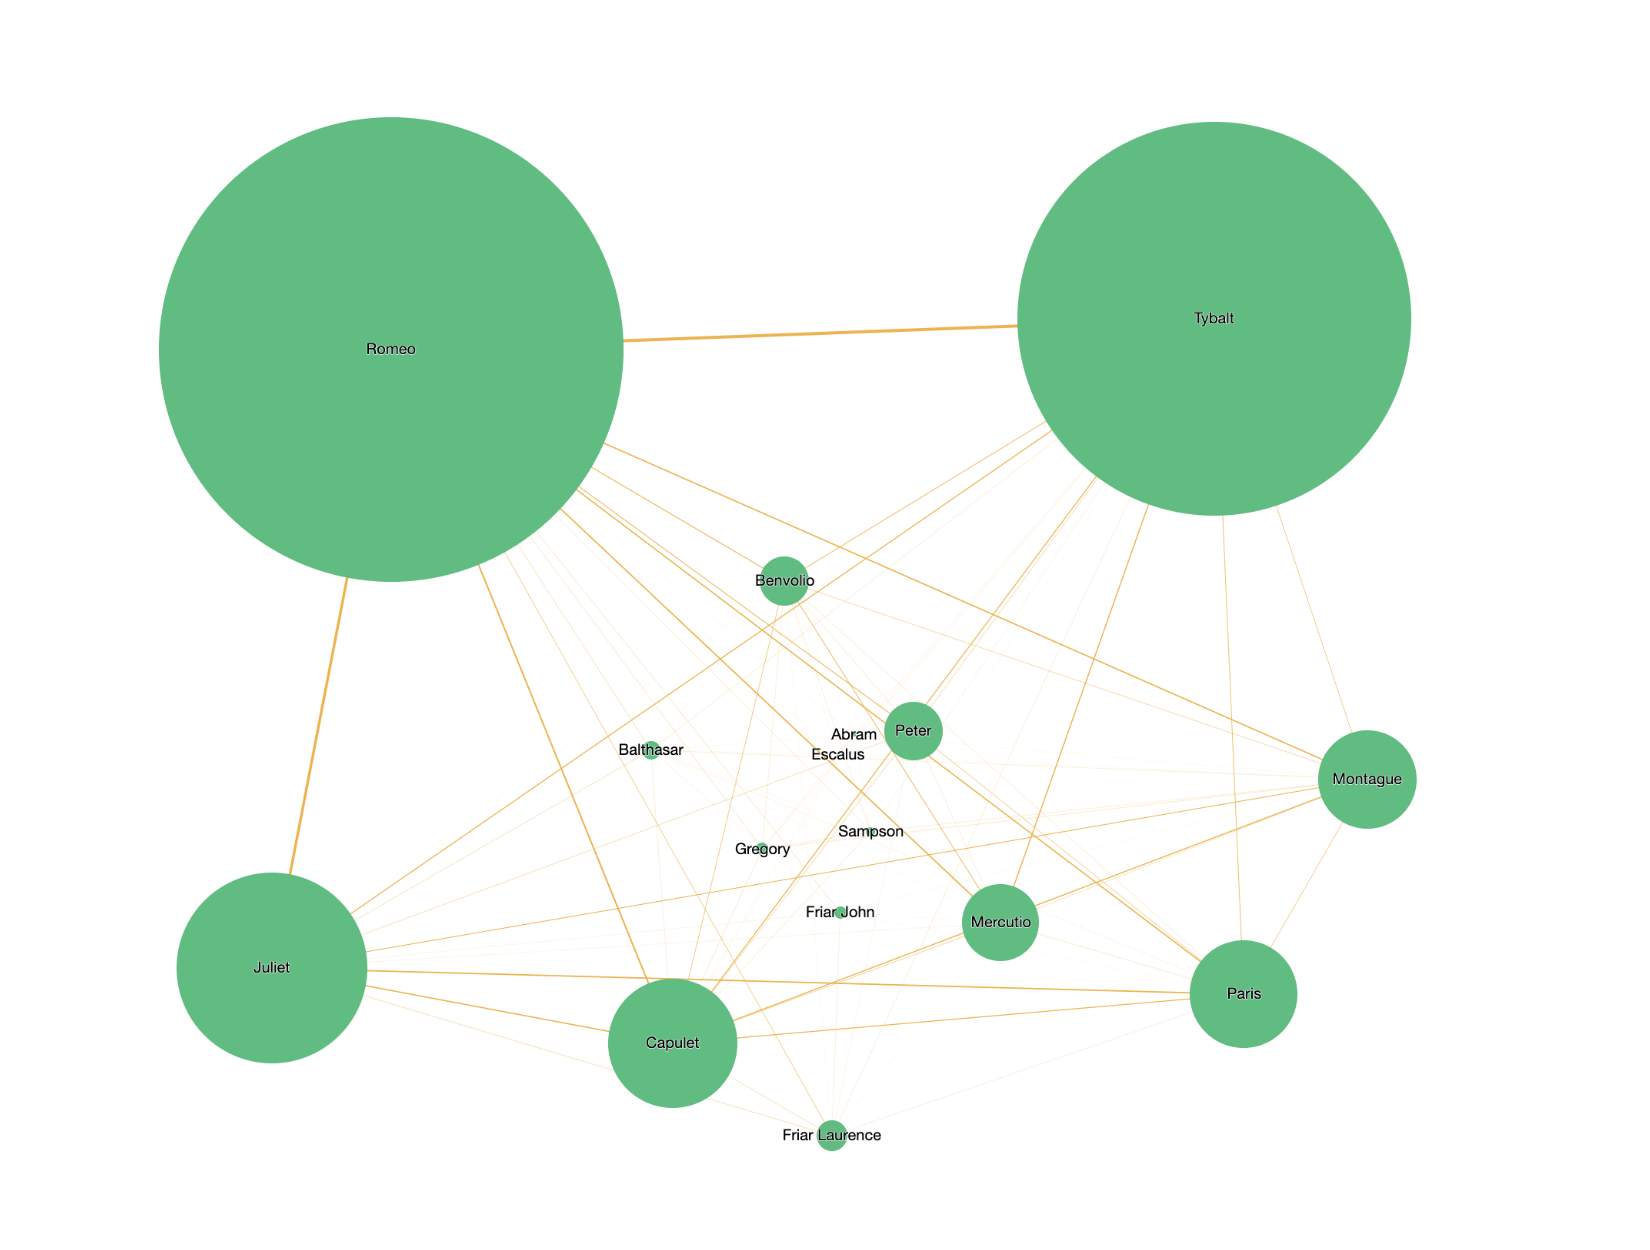 Tybalt
Romeo
Benvolio
Peter
Abram
Balthasar
Escalus
Montague
Sampson
Gregory
Friar John
Mercutio
Juliet
Paris
Capulet
Friar Laurence